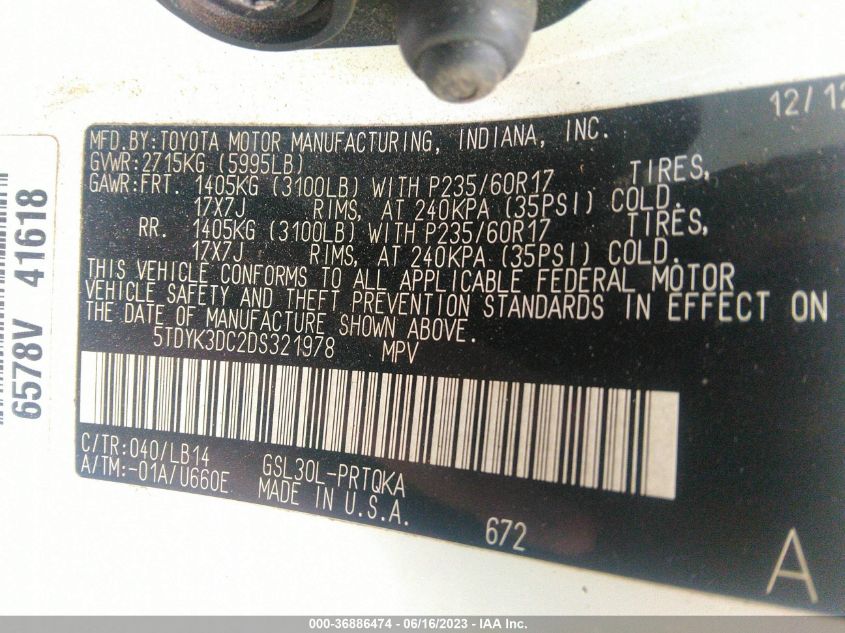 12/12
MFD.BY:TOYOTA MOTOR MANUFACTURING, INDIANA, INC.
GVWR:2715KG (5995LB)
GAWR:FRT. 1405KG (3100LB) WITH P235/60R17 TIRES,
17X7J RIMS, AT 240KPA (35PSI) COLD.
RR. 1405KG (3100LB) WITH P235/60R17 TIRES,
17X7J RIMS, AT 240KPA (35PSI) COLD.
THIS VEHICLE CONFORMS TO ALL APPLICABLE FEDERAL MOTOR
VEHICLE SAFETY AND THEFT PREVENTION STANDARDS IN EFFECT ON
THE DATE OF MANUFACTURE SHOWN ABOVE.
5TDYK3DC2DS321978 MPV
C/TR:040/LB14 GSL30L-PRTQKA
A/TM:-01A/U660E MADE IN U.S.A.
672
A
6578V 41618
000-36886474 / 06/16/2023 - IAA Inc.